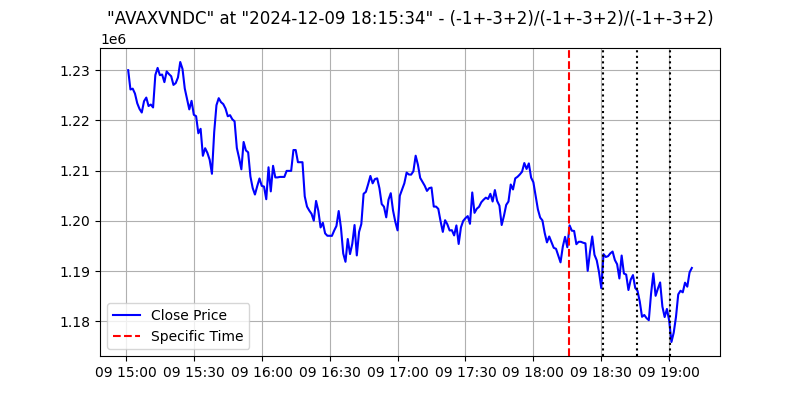 "AVAXVNDC" at "2024-12-09 18:15:34" - (-1+-3+2)/(-1+-3+2)/(-1+-3+2)
1e6
1.23
1.22
1.21
1.20
1.19
1.18
Close Price
Specific Time
09 15:00 09 15:30 09 16:00 09 16:30 09 17:00 09 17:30 09 18:00 09 18:30 09 19:00